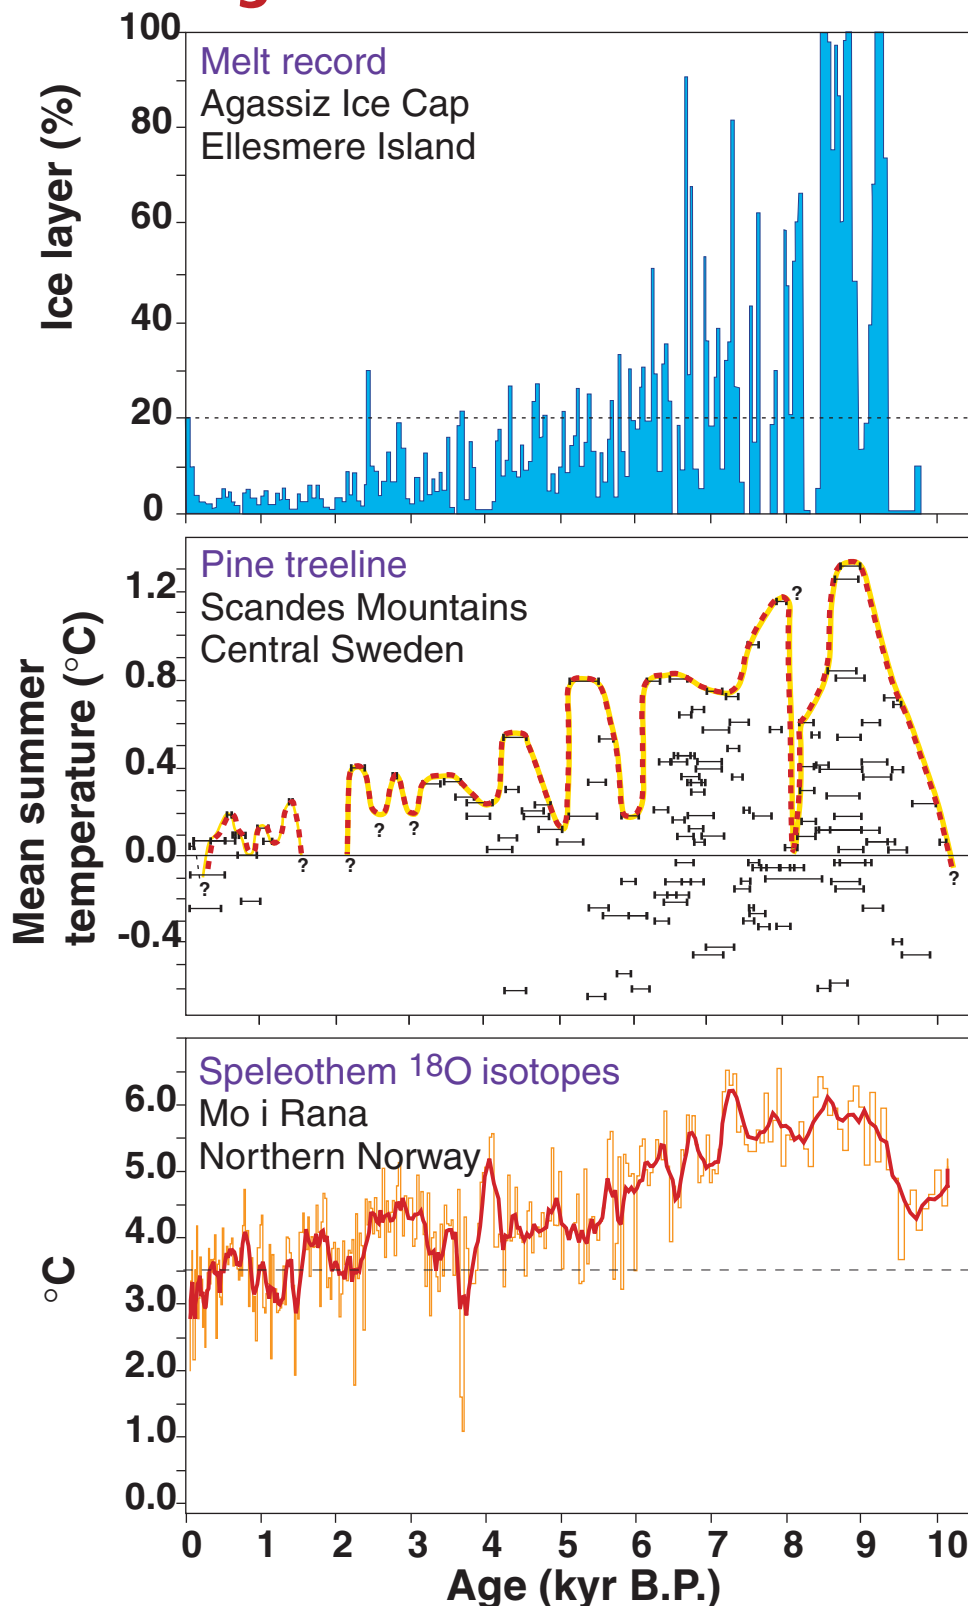 100
80
60
40
20
0
Ice layer (%)
Melt record
Agassiz Ice Cap
Ellesmere Island
1.2
0.8
0.4
0.0
-0.4
Mean summer
temperature (°C)
Pine treeline
Scandes Mountains
Central Sweden
?
?
?
?
?
?
?
6.0
5.0
4.0
3.0
2.0
1.0
0.0
°C
Speleothem 18O isotopes
Mo i Rana
Northern Norway
0 1 2 3 4 5 6 7 8 9 10
Age (kyr B.P.)